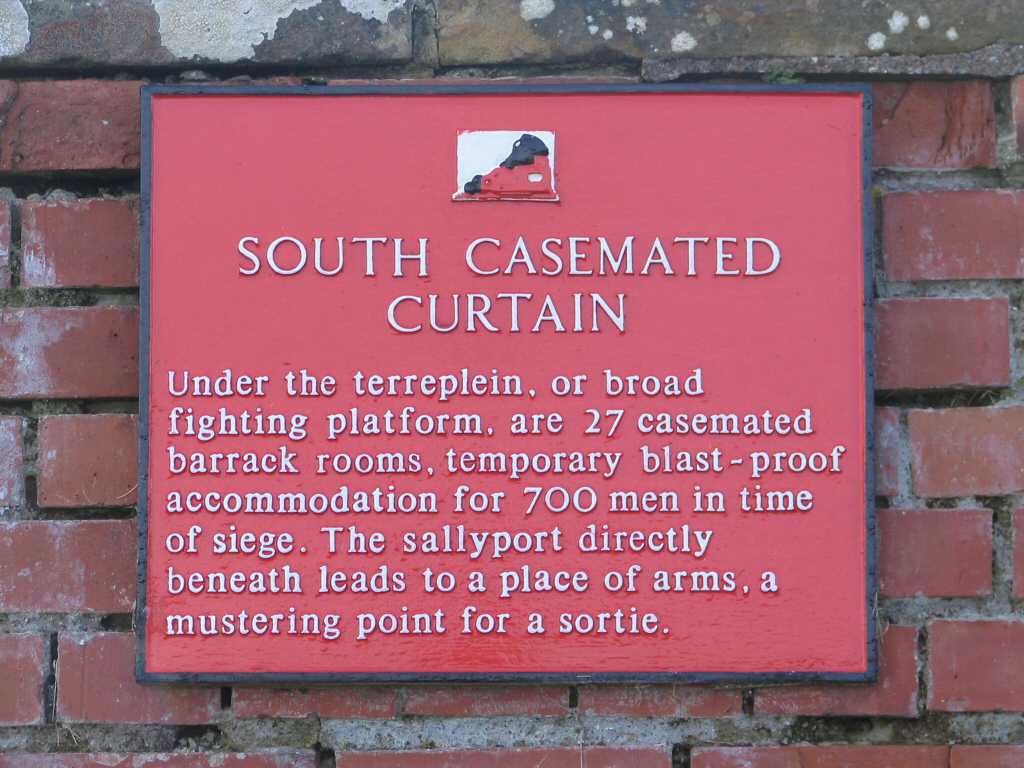 SOUTH CASEMATED
CURTAIN
Under the terreplein, or broad
fighting platform, are 27 casemated
barrack rooms, temporary blast-proof
accommodation for 700 men in time
of siege. The sallyport directly
beneath leads to a place of arms, a
mustering point for a sortie.